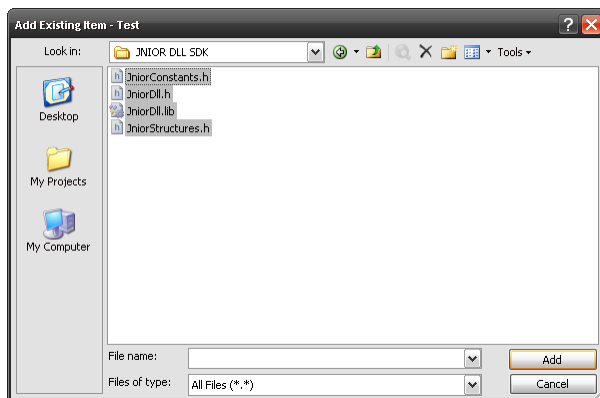 Add Existing Item - Test
Look in:
JNIOR DLL SDK
Tools
JniorConstants.h
JniorDll.h
JniorDll.lib
JniorStructures.h
Desktop
My Projects
My Computer
File name:
Add
Files of type:
All Files (*.*)
Cancel